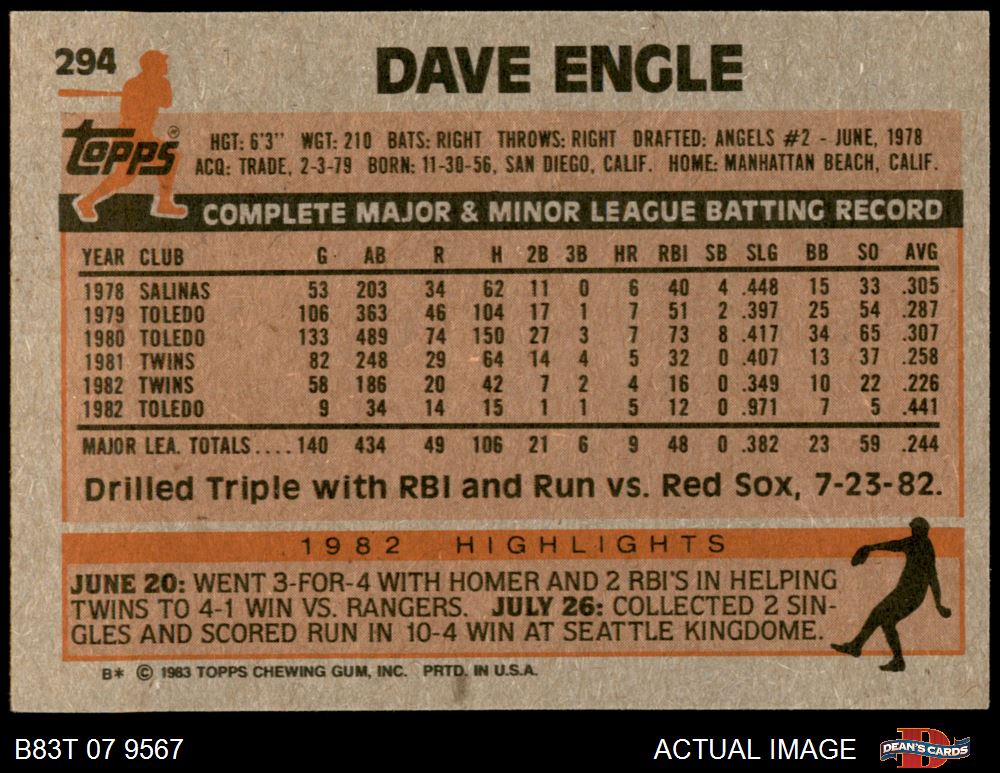 294
DAVE ENGLE
topps®
HGT: 6'3" WGT: 210 BATS: RIGHT THROWS: RIGHT DRAFTED: ANGELS #2 - JUNE, 1978
ACQ: TRADE, 2-3-79 BORN: 11-30-56, SAN DIEGO, CALIF. HOME: MANHATTAN BEACH, CALIF.
COMPLETE MAJOR & MINOR LEAGUE BATTING RECORD
YEAR CLUB G AB R H 2B 3B HR RBI SB SLG BB SO AVG
1978 SALINAS 53 203 34 62 11 0 6 40 4 .448 15 33 .305
1979 TOLEDO 106 363 46 104 17 1 7 51 2 .397 25 54 .287
1980 TOLEDO 133 489 74 150 27 3 7 73 8 .417 34 65 .307
1981 TWINS 82 248 29 64 14 4 5 32 0 .407 13 37 .258
1982 TWINS 58 186 20 42 7 2 4 16 0 .349 10 22 .226
1982 TOLEDO 9 34 14 15 1 1 5 12 0 .971 7 5 .441
MAJOR LEA. TOTALS....140 434 49 106 21 6 9 48 0 .382 23 59 .244
Drilled Triple with RBI and Run vs. Red Sox, 7-23-82.
1982 HIGHLIGHTS
JUNE 20: WENT 3-FOR-4 WITH HOMER AND 2 RBI'S IN HELPING
TWINS TO 4-1 WIN VS. RANGERS. JULY 26: COLLECTED 2 SIN-
GLES AND SCORED RUN IN 10-4 WIN AT SEATTLE KINGDOME.
B* © 1983 TOPPS CHEWING GUM, INC. PRTD. IN U.S.A.
B83T 07 9567
ACTUAL IMAGE
DEAN'S CARDS